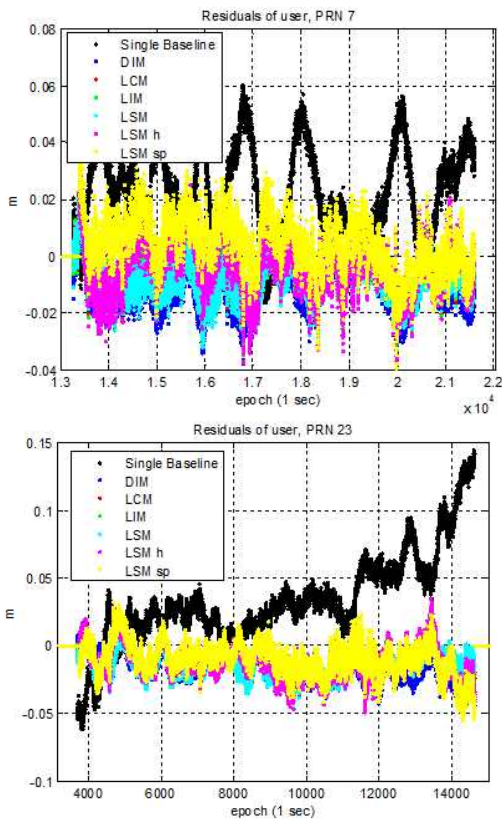 Residuals of user, PRN 7
0.08
0.06
0.04
0.02
0
-0.02
-0.04
m
Single Baseline
DIM
LCM
LIM
LSM
LSM h
LSM sp
1.3 1.4 1.5 1.6 1.7 1.8 1.9 2 2.1 2.2
epoch (1 sec)
x 10⁴
Residuals of user, PRN 23
0.15
0.1
0.05
0
-0.05
-0.1
m
Single Baseline
DIM
LCM
LIM
LSM
LSM h
LSM sp
4000 6000 8000 10000 12000 14000
epoch (1 sec)